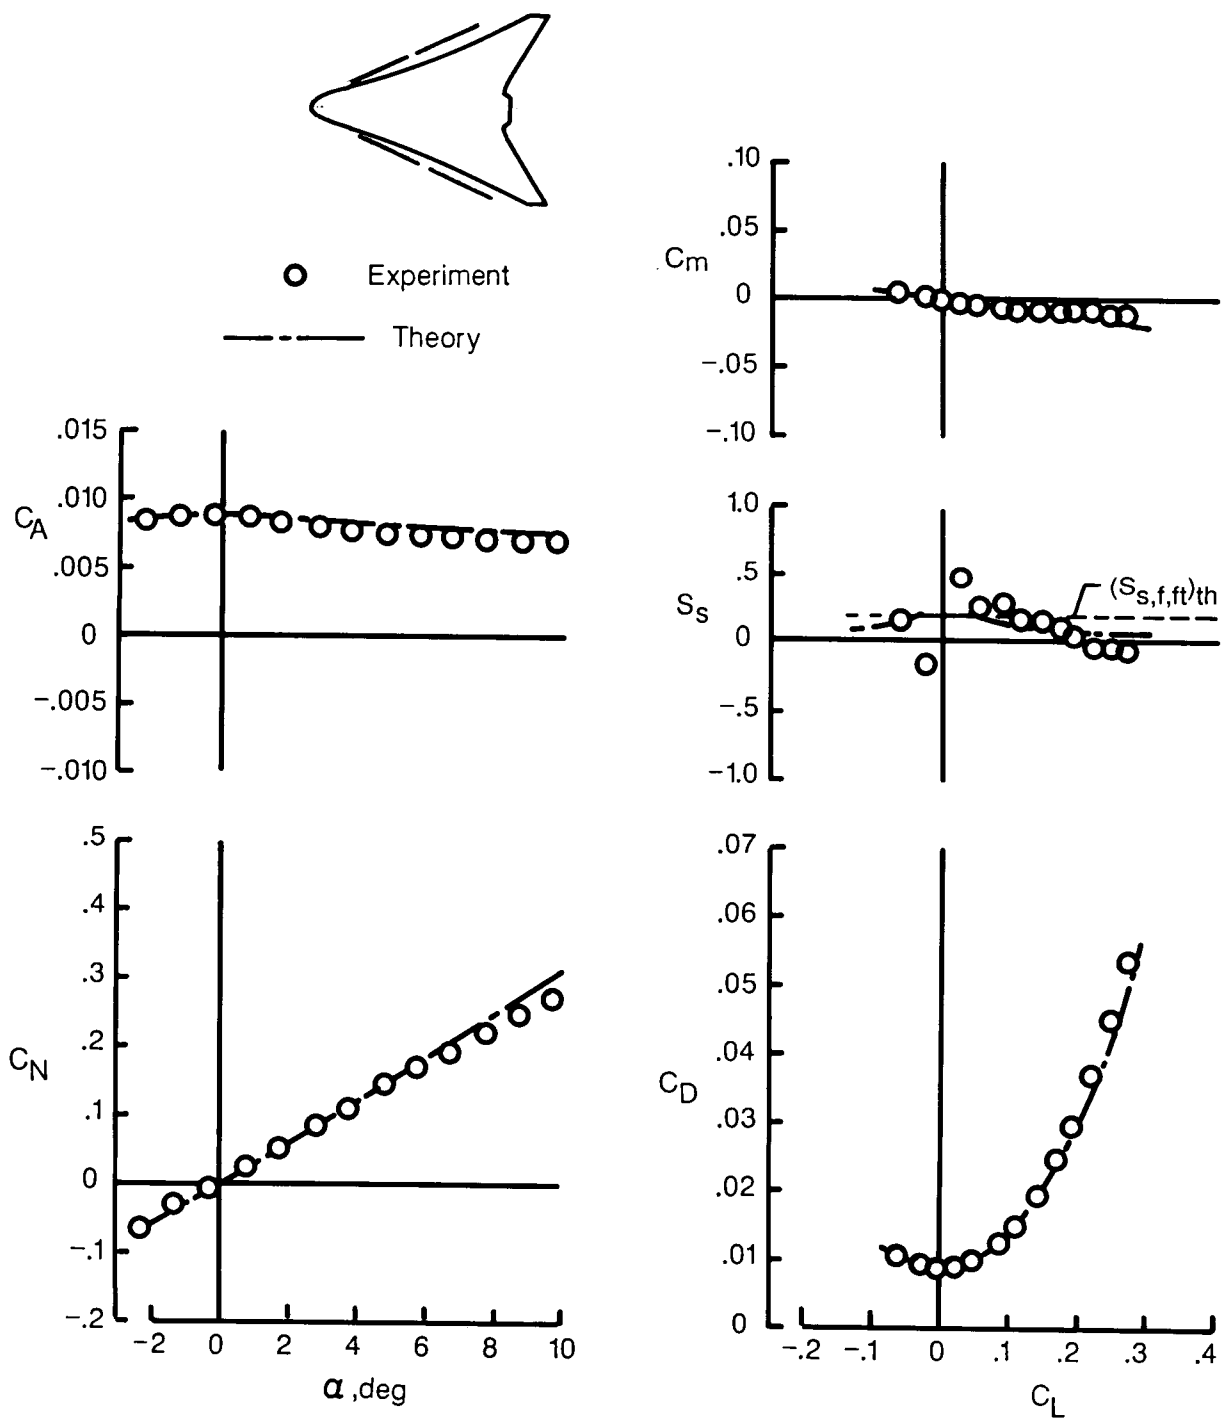 Experiment
Theory
.015
.010
CA
.005
0
-.005
-.010
.5
.4
.3
.2
CN
.1
0
-.1
-.2
-2 0 2 4 6 8 10
α,deg
.10
.05
Cm
0
-.05
-.10
1.0
.5
(Ss,f,ft)th
Ss
0
-.5
-1.0
.07
.06
.05
.04
CD
.03
.02
.01
0
-.2 -.1 0 .1 .2 .3 .4
CL